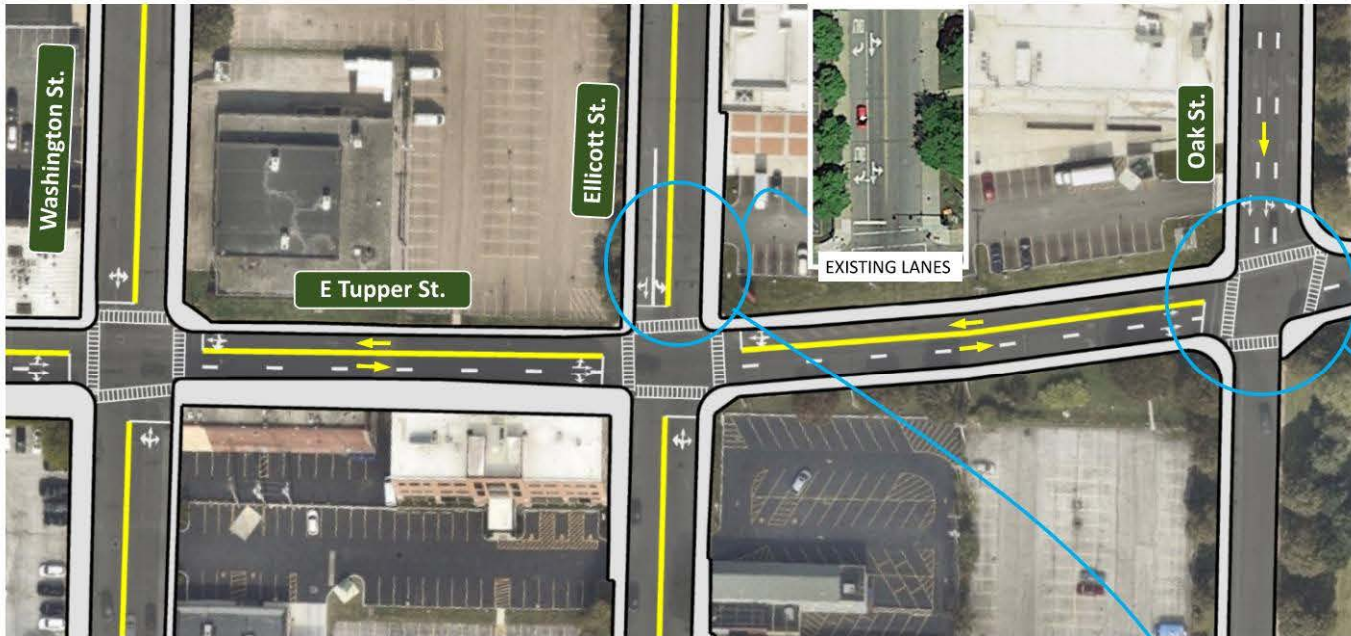 Washington St.
Ellicott St.
Oak St.
E Tupper St.
EXISTING LANES